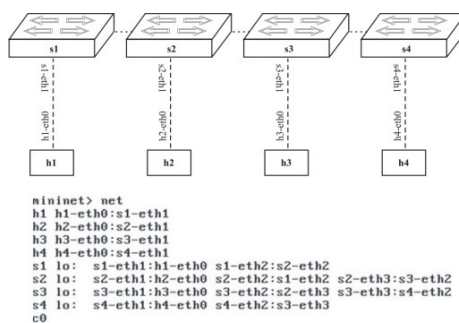 s1 s2 s3 s4
s1-eth1 s2-eth1 s3-eth1 s4-eth1
h1-eth0 h2-eth0 h3-eth0 h4-eth0
h1 h2 h3 h4
mininet> net
h1 h1-eth0:s1-eth1
h2 h2-eth0:s2-eth1
h3 h3-eth0:s3-eth1
h4 h4-eth0:s4-eth1
s1 lo:  s1-eth1:h1-eth0 s1-eth2:s2-eth2
s2 lo:  s2-eth1:h2-eth0 s2-eth2:s1-eth2 s2-eth3:s3-eth2
s3 lo:  s3-eth1:h3-eth0 s3-eth2:s2-eth3 s3-eth3:s4-eth2
s4 lo:  s4-eth1:h4-eth0 s4-eth2:s3-eth3
c0